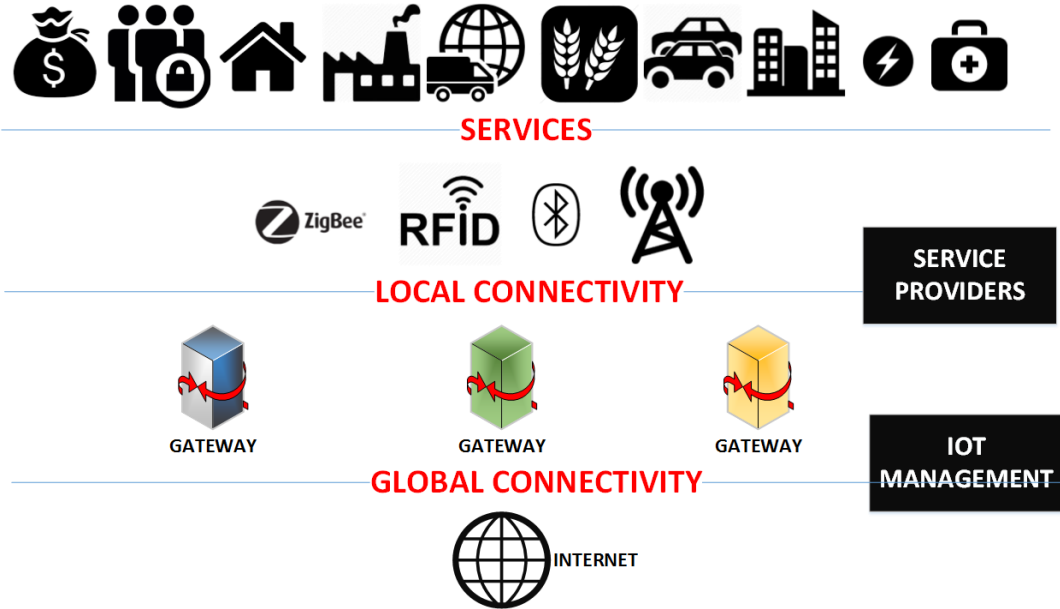 $
SERVICES
ZigBee®
RFID
LOCAL CONNECTIVITY
SERVICE
PROVIDERS
GATEWAY
GATEWAY
GATEWAY
IOT
MANAGEMENT
GLOBAL CONNECTIVITY
INTERNET